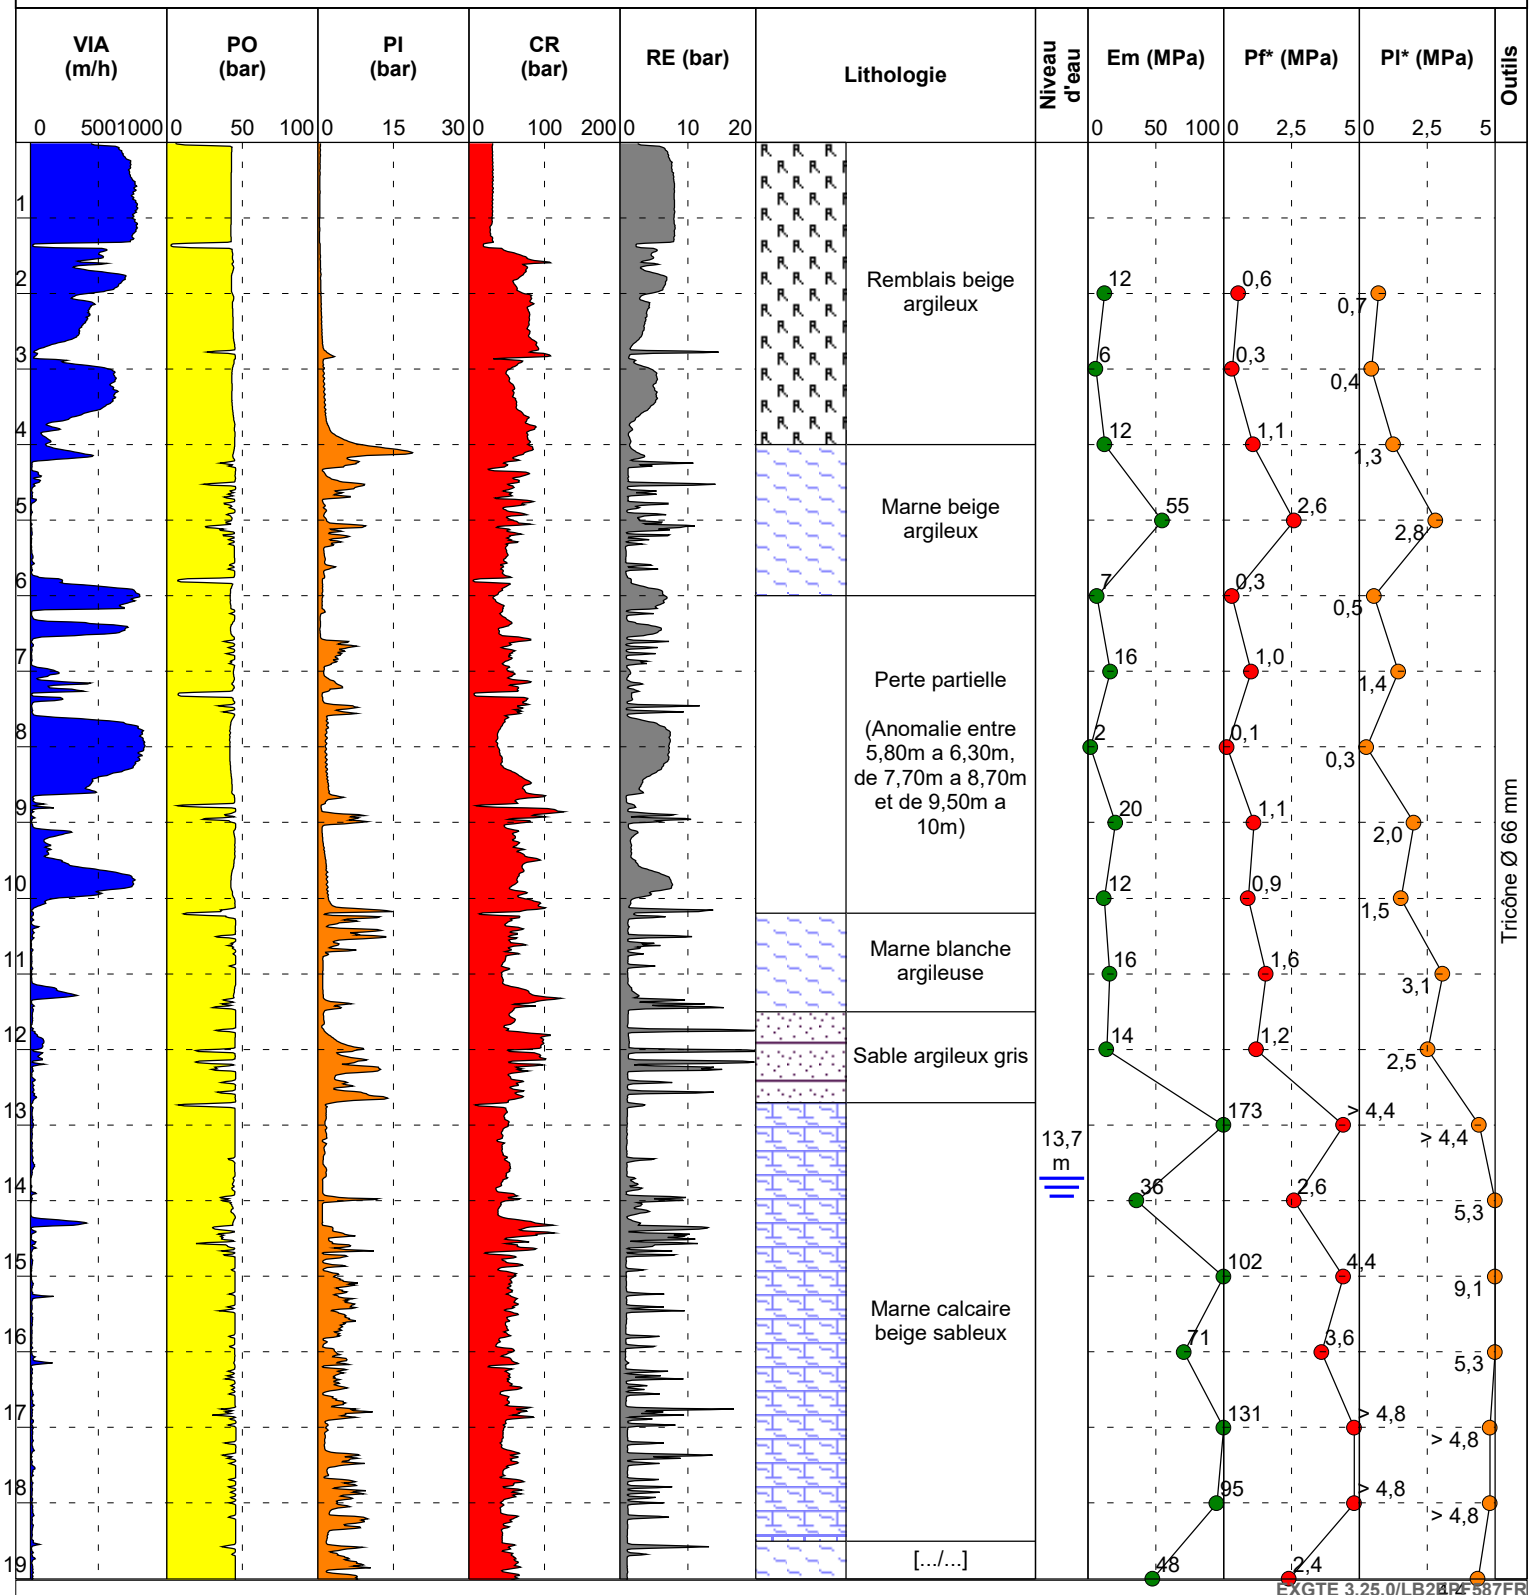 VIA
(m/h)
PO
(bar)
PI
(bar)
CR
(bar)
RE (bar)
Lithologie
Niveau
d'eau
Em (MPa)
Pf* (MPa)
Pl* (MPa)
Outils
0 500 1000
0 50 100
0 15 30
0 100 200
0 10 20
0 50 100
0 2,5 5
0 2,5 5
1
2
3
4
5
6
7
8
9
10
11
12
13
14
15
16
17
18
19
Remblais beige
argileux
Marne beige
argileux
Perte partielle
(Anomalie entre
5,80m a 6,30m,
de 7,70m a 8,70m
et de 9,50m a
10m)
Marne blanche
argileuse
Sable argileux gris
Marne calcaire
beige sableux
[.../...]
13,7
m
12 0,6 0,7
6 0,3 0,4
12 1,1 1,3
55 2,6 2,8
7 0,3 0,5
16 1,0 1,4
2 0,1 0,3
20 1,1 2,0
12 0,9 1,5
16 1,6 3,1
14 1,2 2,5
173 > 4,4 > 4,4
36 2,6 5,3
102 4,4 9,1
71 3,6 5,3
131 > 4,8 > 4,8
95 > 4,8 > 4,8
48 2,4
Tricône Ø 66 mm
EXGTE 3.25.0